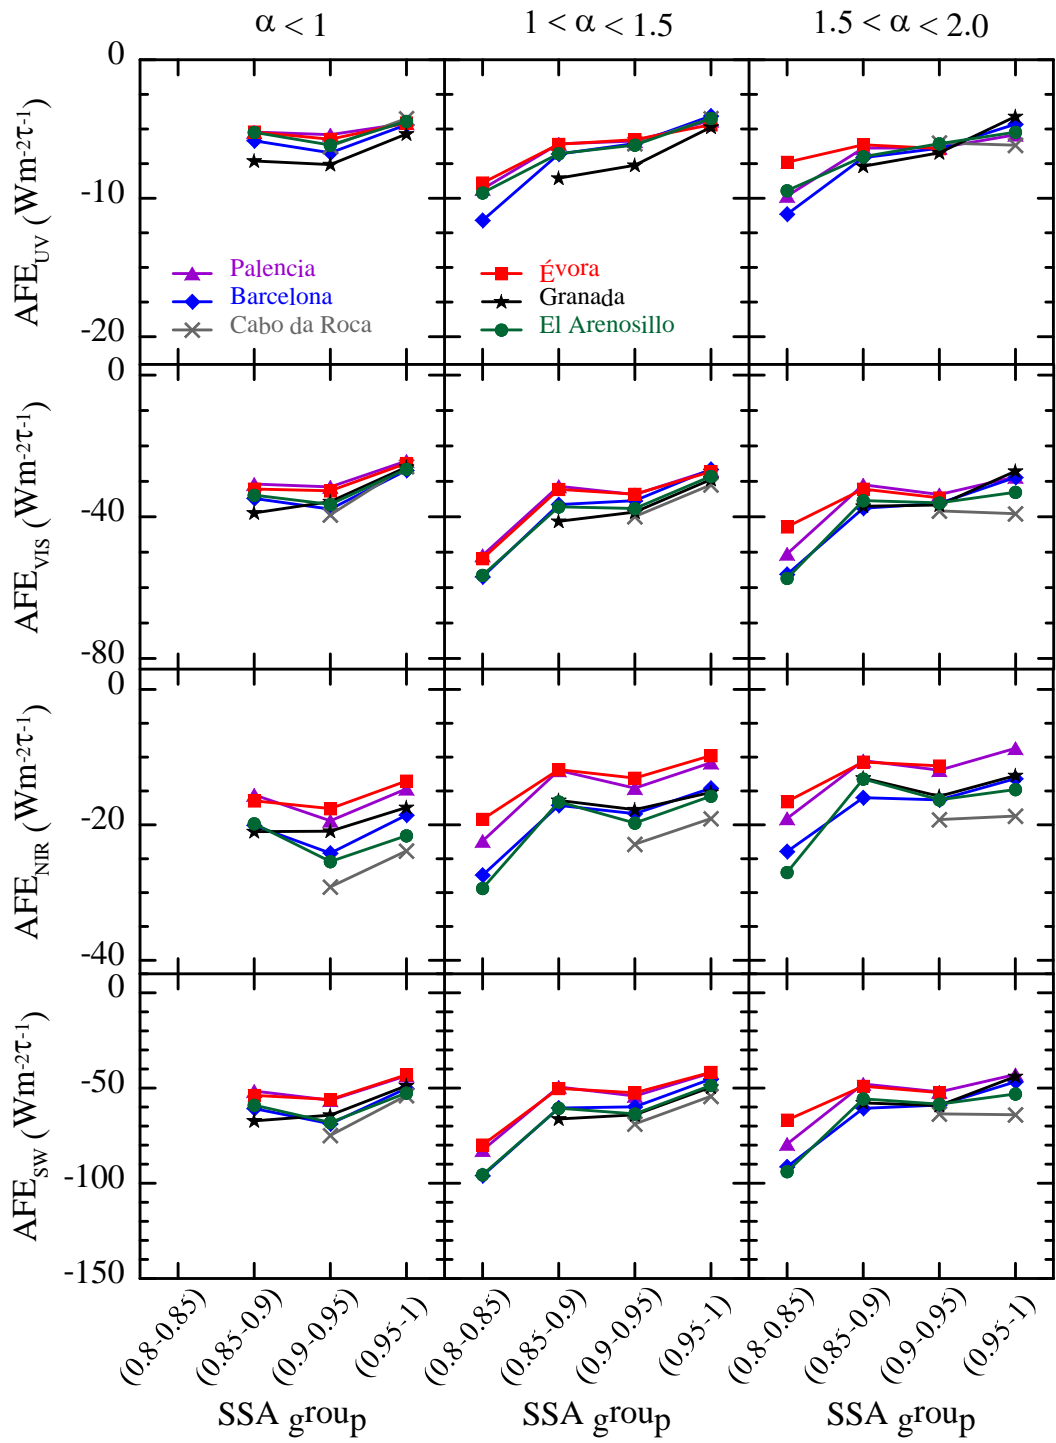 α < 1 1 < α < 1.5 1.5 < α < 2.0
AFE_UV (Wm-2τ-1)
0
-10
-20
Palencia Évora
Barcelona Granada
Cabo da Roca El Arenosillo
AFE_VIS (Wm-2τ-1)
0
-40
-80
AFE_NIR (Wm-2τ-1)
0
-20
-40
AFE_SW (Wm-2τ-1)
0
-50
-100
-150
(0.8-0.85) (0.85-0.9) (0.9-0.95) (0.95-1) (0.8-0.85) (0.85-0.9) (0.9-0.95) (0.95-1) (0.8-0.85) (0.85-0.9) (0.9-0.95) (0.95-1)
SSA group SSA group SSA group